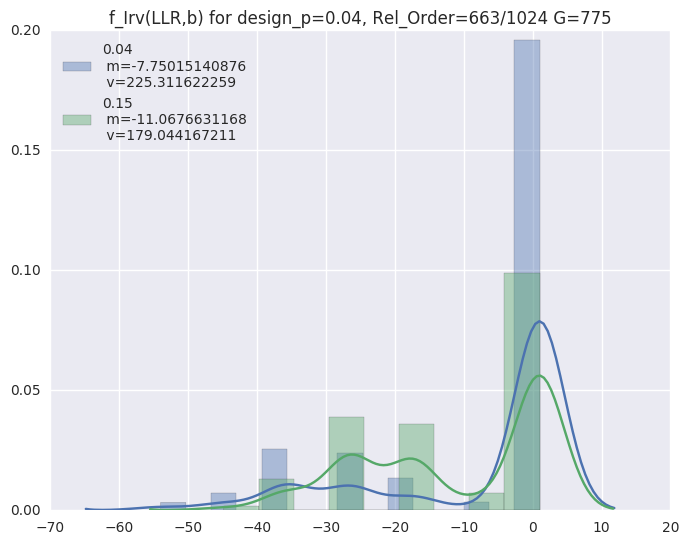 f_Irv(LLR,b) for design_p=0.04, Rel_Order=663/1024 G=775
0.20
0.15
0.10
0.05
0.00
0.04
m=-7.75015140876
v=225.311622259
0.15
m=-11.0676631168
v=179.044167211
−70 −60 −50 −40 −30 −20 −10 0 10 20